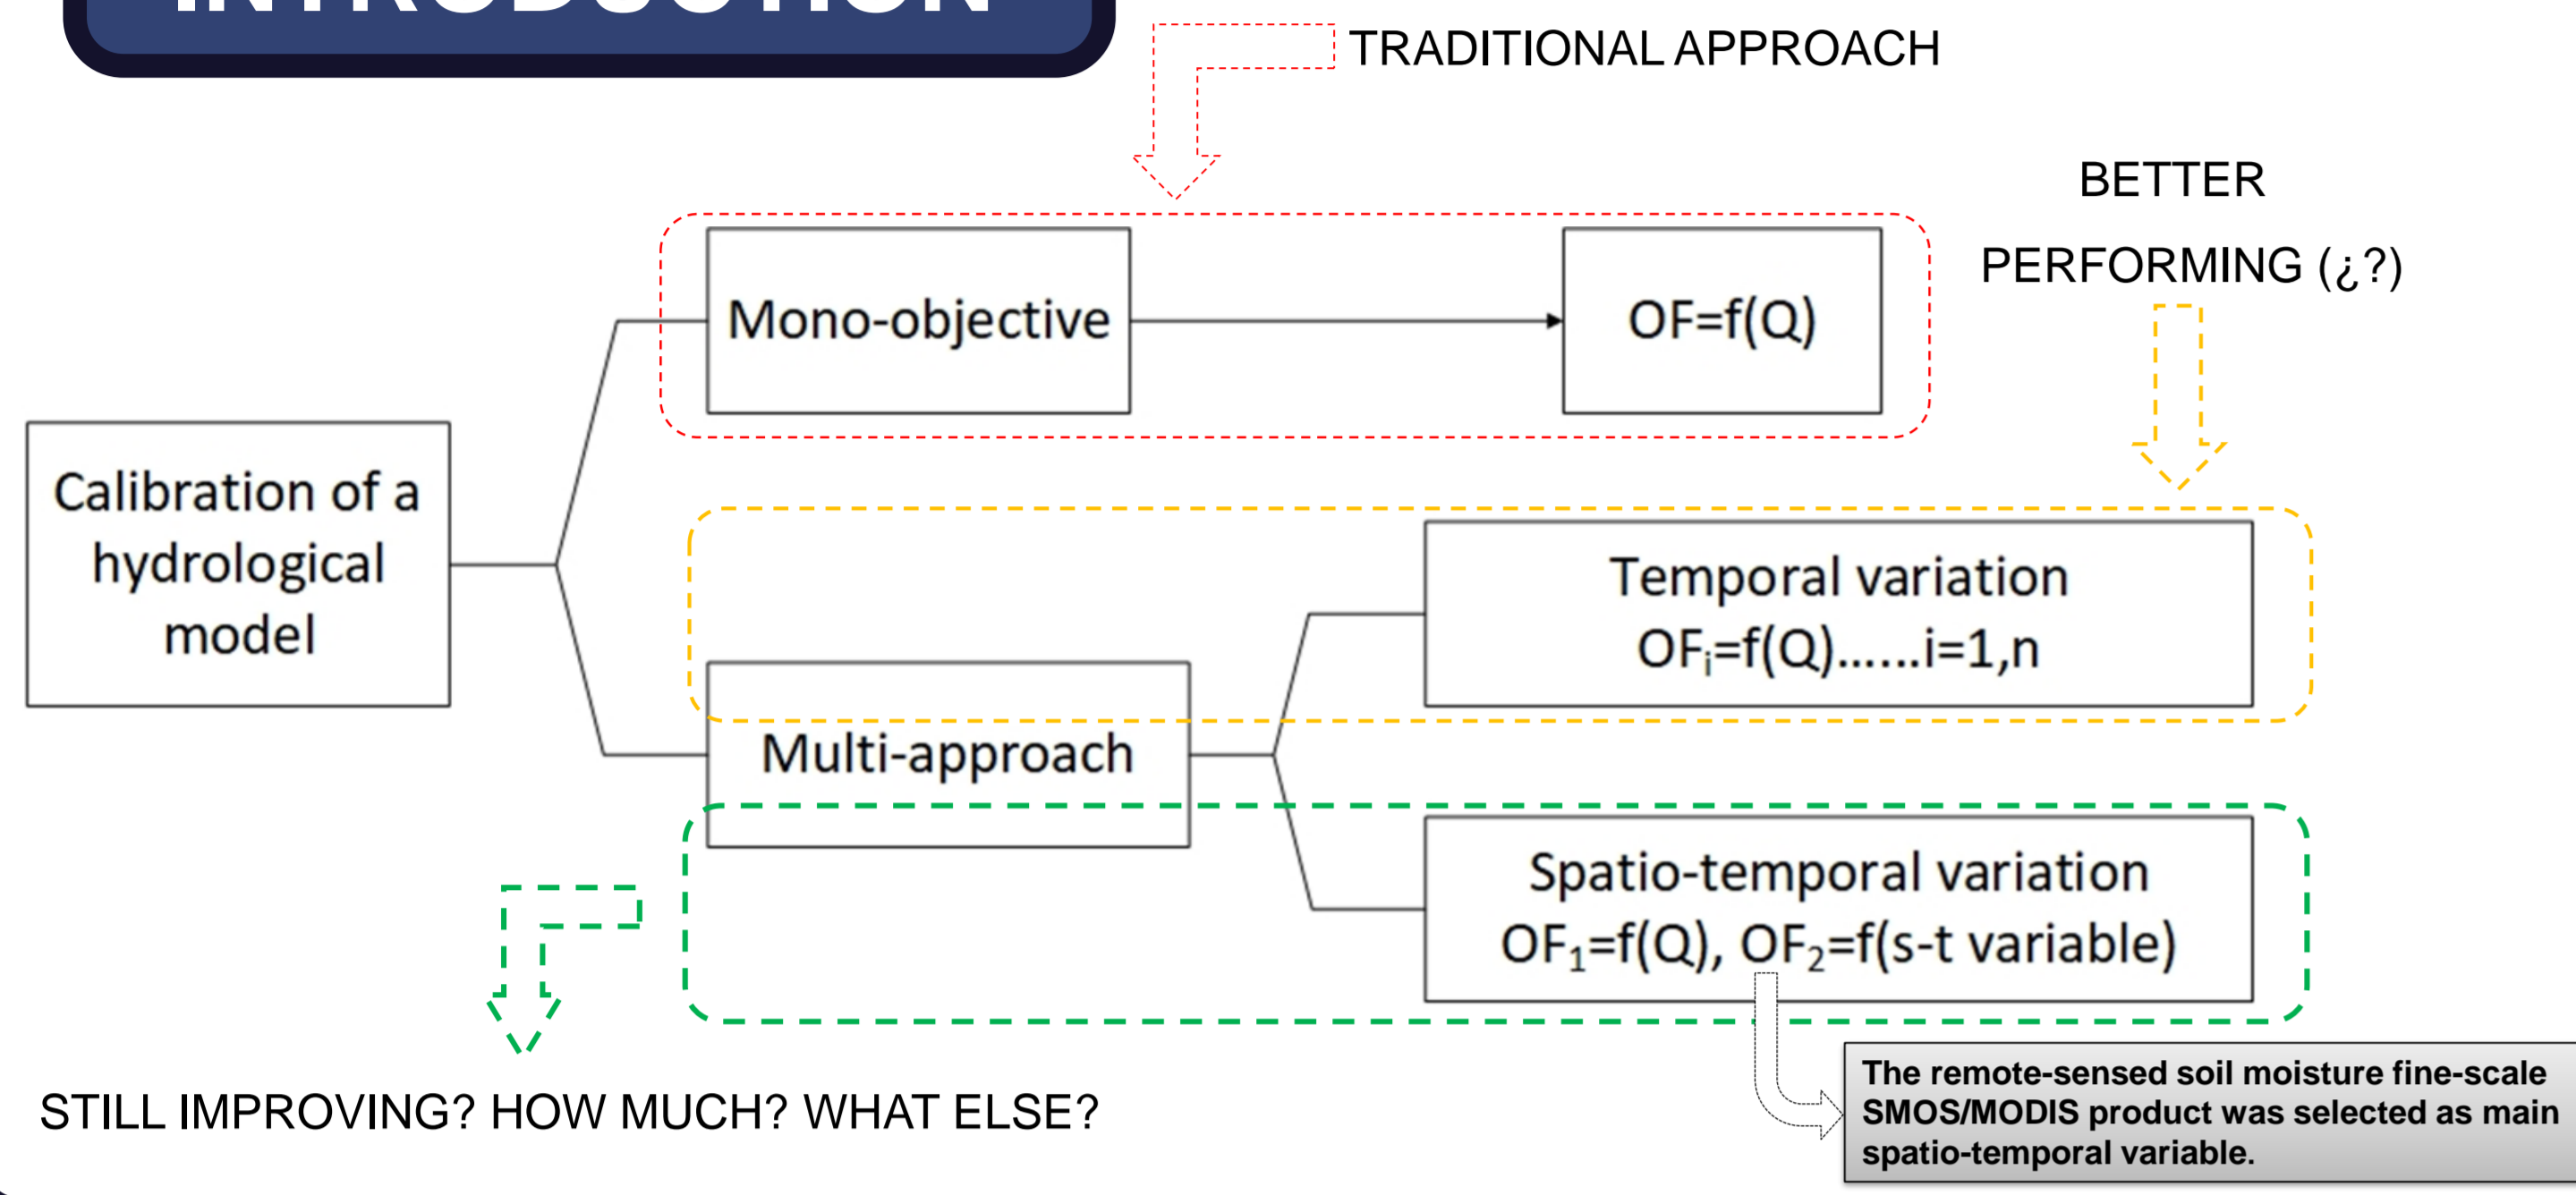 INTRODUCTION
TRADITIONAL APPROACH
BETTER
PERFORMING (¿?)
Mono-objective
OF=f(Q)
Calibration of a
hydrological
model
Temporal variation
OFᵢ=f(Q)......i=1,n
Multi-approach
Spatio-temporal variation
OF₁=f(Q), OF₂=f(s-t variable)
STILL IMPROVING? HOW MUCH? WHAT ELSE?
The remote-sensed soil moisture fine-scale
SMOS/MODIS product was selected as main
spatio-temporal variable.